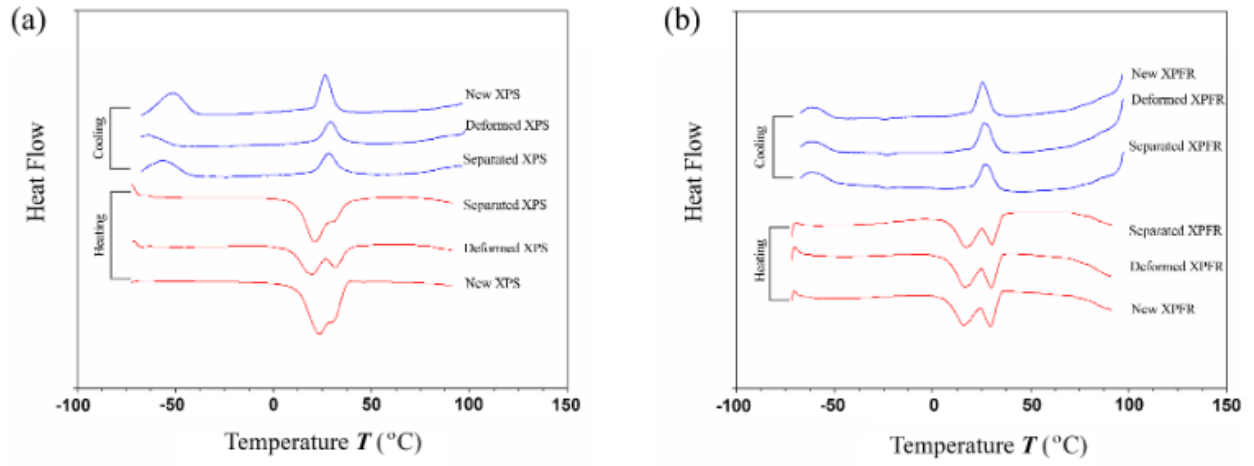 (a)
New XPS
Deformed XPS
Separated XPS
Separated XPS
Deformed XPS
New XPS
Cooling
Heating
Heat Flow
-100 -50 0 50 100 150
Temperature T (°C)
(b)
New XPFR
Deformed XPFR
Separated XPFR
Separated XPFR
Deformed XPFR
New XPFR
Cooling
Heating
Heat Flow
-100 -50 0 50 100 150
Temperature T (°C)